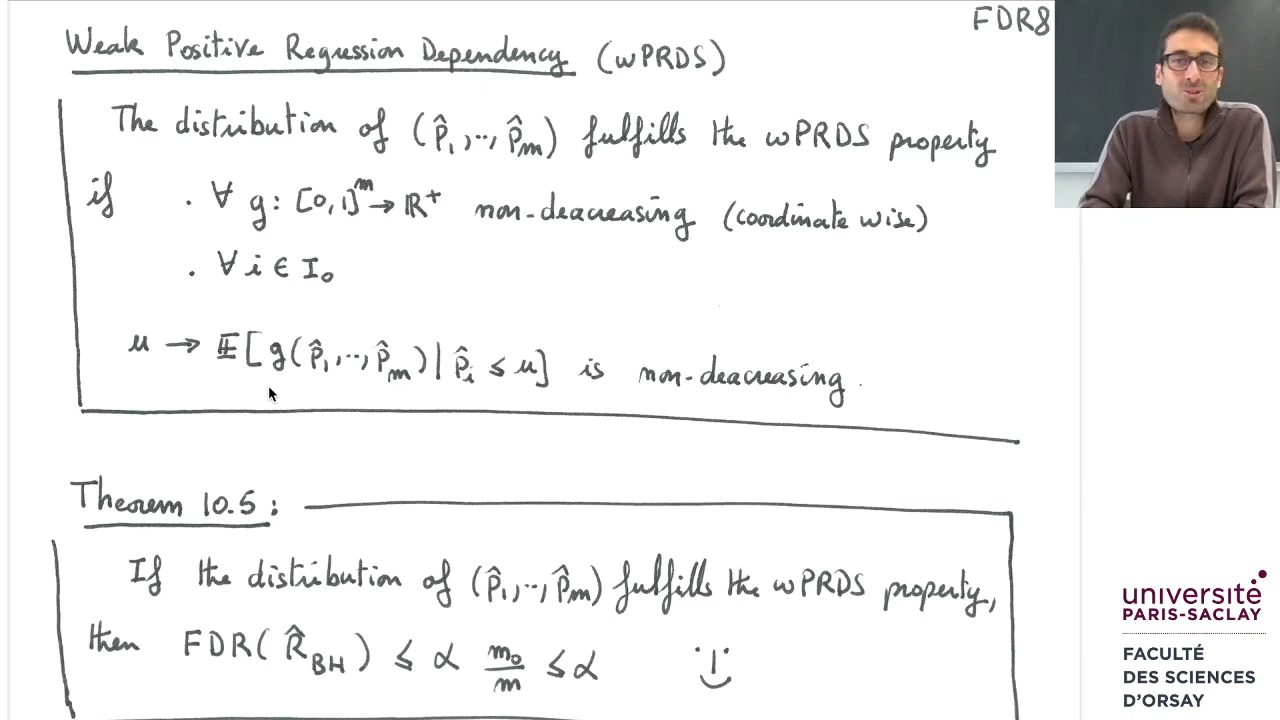 FDR8
Weak Positive Regression Dependency (wPRDS)
The distribution of (p̂₁,..,p̂ₘ) fulfills the wPRDS property
if . ∀ g: [0,1]ᵐ → ℝ⁺ non-deacreasing (coordinate wise)
. ∀ i ∈ I₀
u → 𝔼[g(p̂₁,..,p̂ₘ) | p̂ᵢ ≤ u] is non-deacreasing.
Theorem 10.5 :
If the distribution of (p̂₁,..,p̂ₘ) fulfills the wPRDS property,
then FDR(R̂_BH) ≤ α m₀/m ≤ α
université
PARIS-SACLAY
FACULTÉ
DES SCIENCES
D'ORSAY